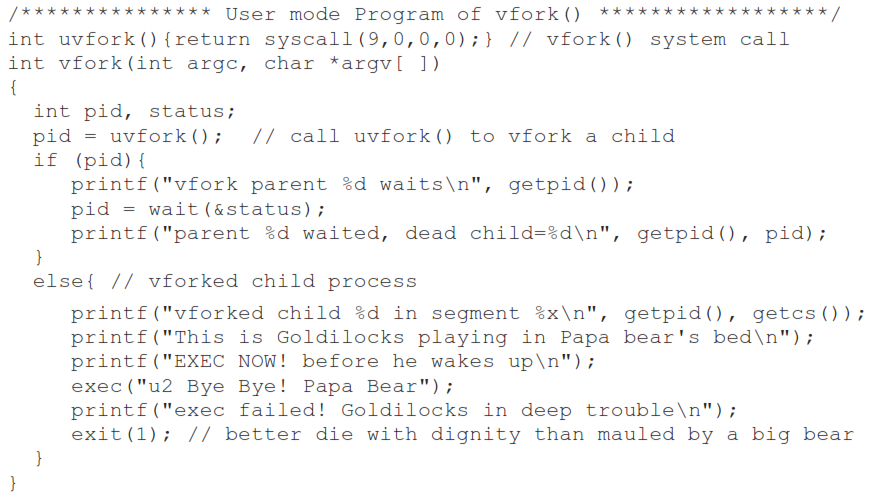 /*************** User mode Program of vfork() ******************/
int uvfork(){return syscall(9,0,0,0);} // vfork() system call
int vfork(int argc, char *argv[ ])
{
  int pid, status;
  pid = uvfork();  // call uvfork() to vfork a child
  if (pid){
     printf("vfork parent %d waits\n", getpid());
     pid = wait(&status);
     printf("parent %d waited, dead child=%d\n", getpid(), pid);
  }
  else{ // vforked child process
     printf("vforked child %d in segment %x\n", getpid(), getcs());
     printf("This is Goldilocks playing in Papa bear's bed\n");
     printf("EXEC NOW! before he wakes up\n");
     exec("u2 Bye Bye! Papa Bear");
     printf("exec failed! Goldilocks in deep trouble\n");
     exit(1); // better die with dignity than mauled by a big bear
  }
}